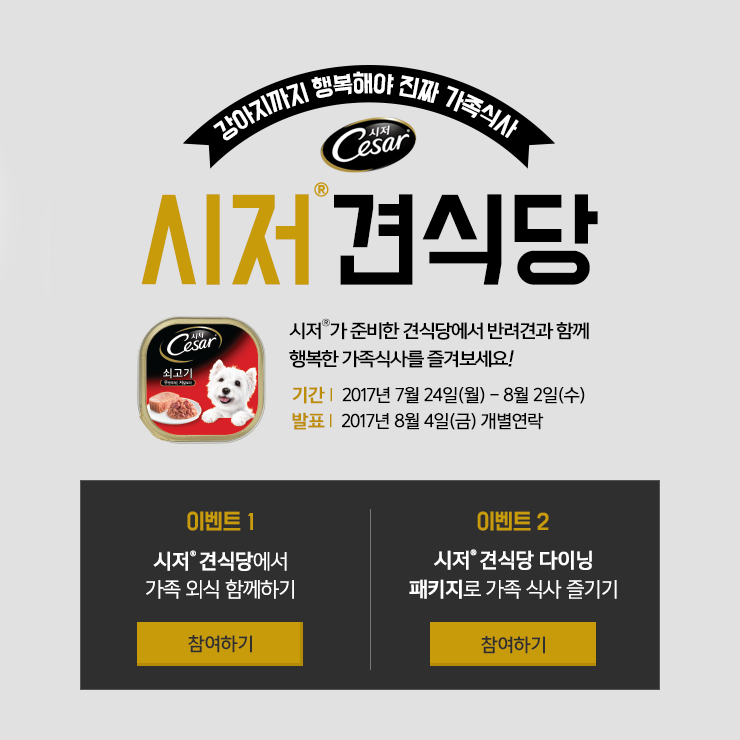 강아지까지 행복해야 진짜 가족식사
시저
Cesar®
시저® 견식당
시저
Cesar®
쇠고기
시저®가 준비한 견식당에서 반려견과 함께
행복한 가족식사를 즐겨보세요!
기간 | 2017년 7월 24일(월) - 8월 2일(수)
발표 | 2017년 8월 4일(금) 개별연락
이벤트 1
시저® 견식당에서
가족 외식 함께하기
참여하기
이벤트 2
시저® 견식당 다이닝
패키지로 가족 식사 즐기기
참여하기